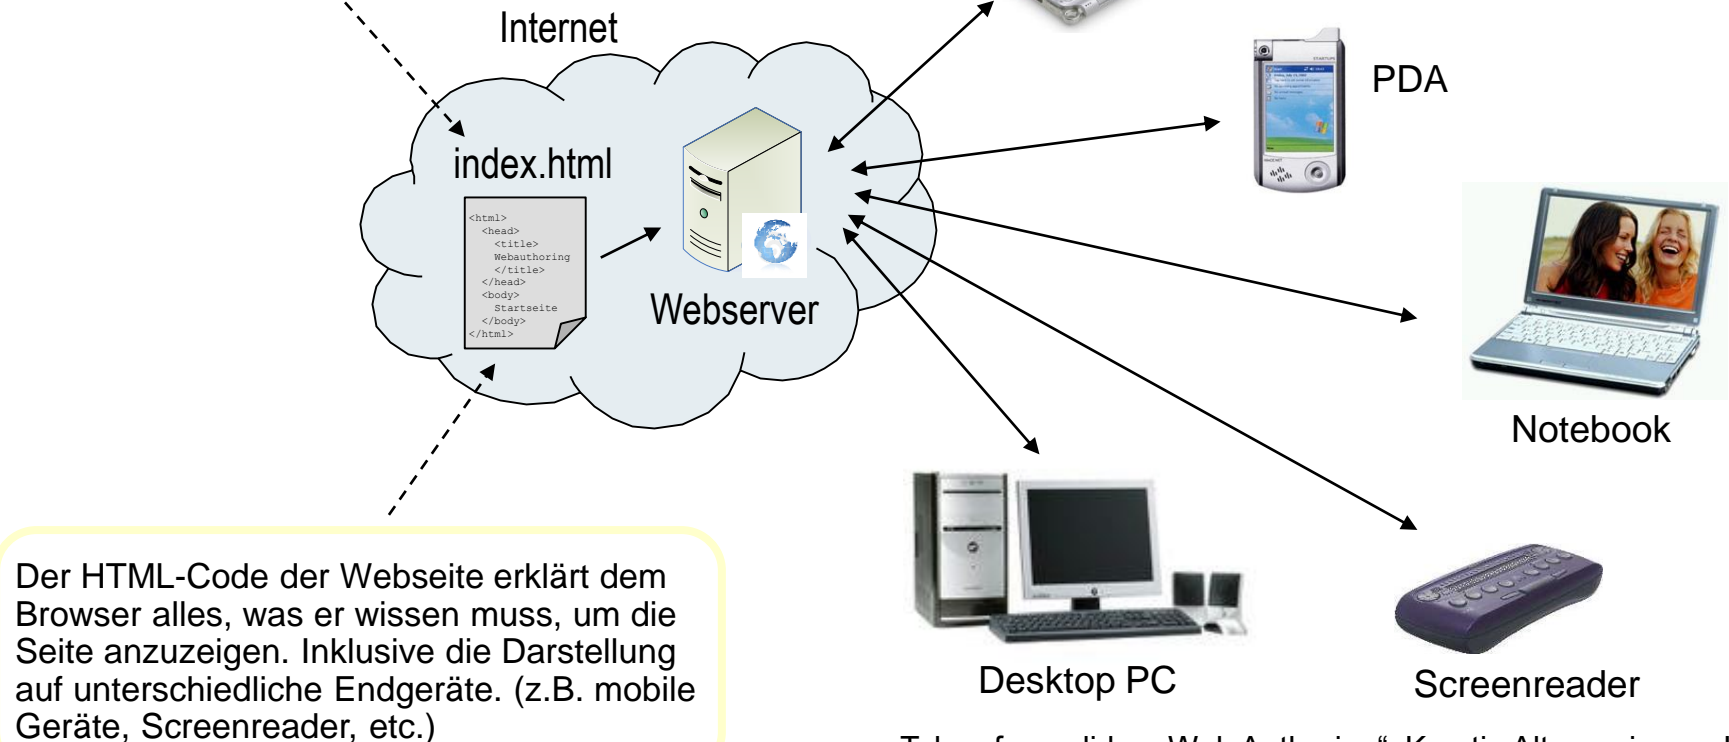 Internet
PDA
index.html
<html>
<head>
<title>
Webauthoring
</title>
</head>
<body>
Startseite
</body>
</html>
Webserver
Notebook
Der HTML-Code der Webseite erklärt dem
Browser alles, was er wissen muss, um die
Seite anzuzeigen. Inklusive die Darstellung
auf unterschiedliche Endgeräte. (z.B. mobile
Geräte, Screenreader, etc.)
Desktop PC
Screenreader